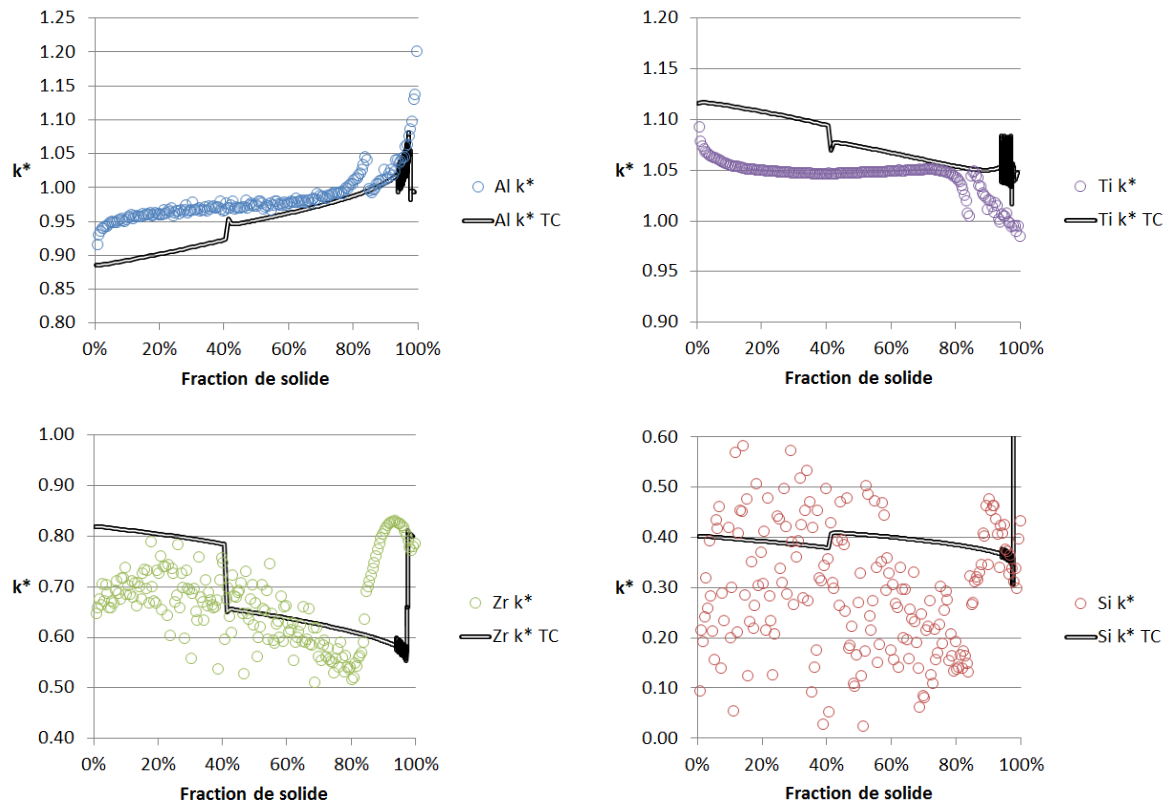 1.25
1.20
1.15
1.10
1.05
1.00
0.95
0.90
0.85
0.80
k*
0% 20% 40% 60% 80% 100%
Fraction de solide
Al k*
Al k* TC
1.20
1.15
1.10
1.05
1.00
0.95
0.90
k*
0% 20% 40% 60% 80% 100%
Fraction de solide
Ti k*
Ti k* TC
1.00
0.90
0.80
0.70
0.60
0.50
0.40
k*
0% 20% 40% 60% 80% 100%
Fraction de solide
Zr k*
Zr k* TC
0.60
0.50
0.40
0.30
0.20
0.10
0.00
k*
0% 20% 40% 60% 80% 100%
Fraction de solide
Si k*
Si k* TC